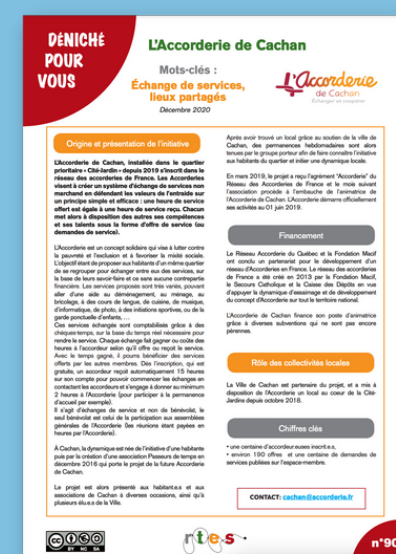 DÉNICHÉ
POUR
VOUS
L'Accorderie de Cachan
Mots-clés :
Échange de services,
lieux partagés
Décembre 2020
L'Accorderie
de Cachan
Échanger et coopérer
Origine et présentation de l'initiative
L'Accorderie de Cachan, installée dans le quartier
prioritaire « Cité-Jardin » depuis 2019 s'inscrit dans le
réseau des accorderies de France. Les Accorderies
visent à créer un système d'échange de services non
marchand en défendant les valeurs de l'entraide sur
un principe simple et efficace : une heure de service
offert est égale à une heure de service reçu. Chacun
met alors à disposition des autres ses compétences
et ses talents sous la forme d'offre de service (ou
demandes de service).
L'Accorderie est un concept solidaire qui vise à lutter contre
la pauvreté et l'exclusion et à favoriser la mixité sociale.
L'objectif étant de proposer aux habitants d'un même quartier
de se regrouper pour échanger entre eux des services, sur
la base de leurs savoir-faire et ce sans aucune contrepartie
financière. Les services proposés sont très variés, pouvant
aller d'une aide au déménagement, au ménage, au
bricolage, à des cours de langue, de cuisine, de musique,
d'informatique, de photo, à des initiations sportives, ou de la
garde ponctuelle d'enfants, …
Ces services échangés sont comptabilisés grâce à des
chèques-temps, sur la base du temps réel nécessaire pour
rendre le service. Chaque échange fait gagner ou coûte des
heures à l'accordeur selon qu'il offre ou reçoit le service.
Avec le temps gagné, il pourra bénéficier des services
offerts par les autres membres. Dès l'inscription, qui est
gratuite, un accordeur reçoit automatiquement 15 heures
sur son compte pour pouvoir commencer les échanges en
contactant les accordeurs et s'engage à donner au minimum
2 heures à l'Accorderie (pour participer à la permanence
d'accueil par exemple).
Il s'agit d'échanges de service et non de bénévolat, le
seul bénévolat est celui de la participation aux assemblées
générales de l'Accorderie (les réunions étant payées en
heures par l'Accorderie).
À Cachan, la dynamique est née de l'initiative d'une habitante
puis par la création d'une association Passeurs de temps en
décembre 2016 qui porte le projet de la future Accorderie
de Cachan.
Le projet est alors présenté aux habitant.e.s et aux
associations de Cachan à diverses occasions, ainsi qu'à
plusieurs élu.e.s de la Ville.
Après avoir trouvé un local grâce au soutien de la ville de
Cachan, des permanences hebdomadaires sont alors
tenues par le groupe porteur afin de faire connaître l'initiative
aux habitants du quartier et initier une dynamique locale.
En mars 2019, le projet a reçu l'agrément "Accorderie" du
Réseau des Accorderies de France et le mois suivant
l'association procède à l'embauche de l'animatrice de
l'Accorderie de Cachan. L'Accorderie démarre officiellement
ses activités au 01 juin 2019.
Financement
Le Réseau Accorderie du Québec et la Fondation Macif
ont conclu un partenariat pour le développement d'un
réseau d'Accorderies en France. Le réseau des accorderies
de France a été créé en 2013 par la Fondation Macif,
le Secours Catholique et la Caisse des Dépôts en vue
d'appuyer la dynamique d'essaimage et de développement
du concept d'Accorderie sur tout le territoire national.
L'Accorderie de Cachan finance son poste d'animatrice
grâce à diverses subventions qui ne sont pas encore
pérennes.
Rôle des collectivités locales
La Ville de Cachan est partenaire du projet, et a mis à
disposition de l'Accorderie un local au coeur de la Cité-
Jardins depuis octobre 2018.
Chiffres clés
• une centaine d'accordeur.euses inscrit.e.s,
• environ 190 offres et une centaine de demandes de
services publiées sur l'espace-membre.
CONTACT: cachan@accorderie.fr
cc
BY NC SA
rtes
n°90